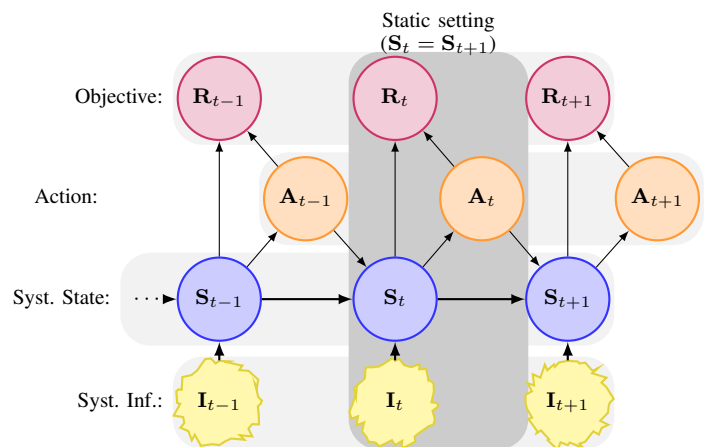 Static setting
(S_t = S_{t+1})
Objective: R_{t−1} R_t R_{t+1}
Action: A_{t−1} A_t A_{t+1}
Syst. State: ··· S_{t−1} S_t S_{t+1}
Syst. Inf.: I_{t−1} I_t I_{t+1}